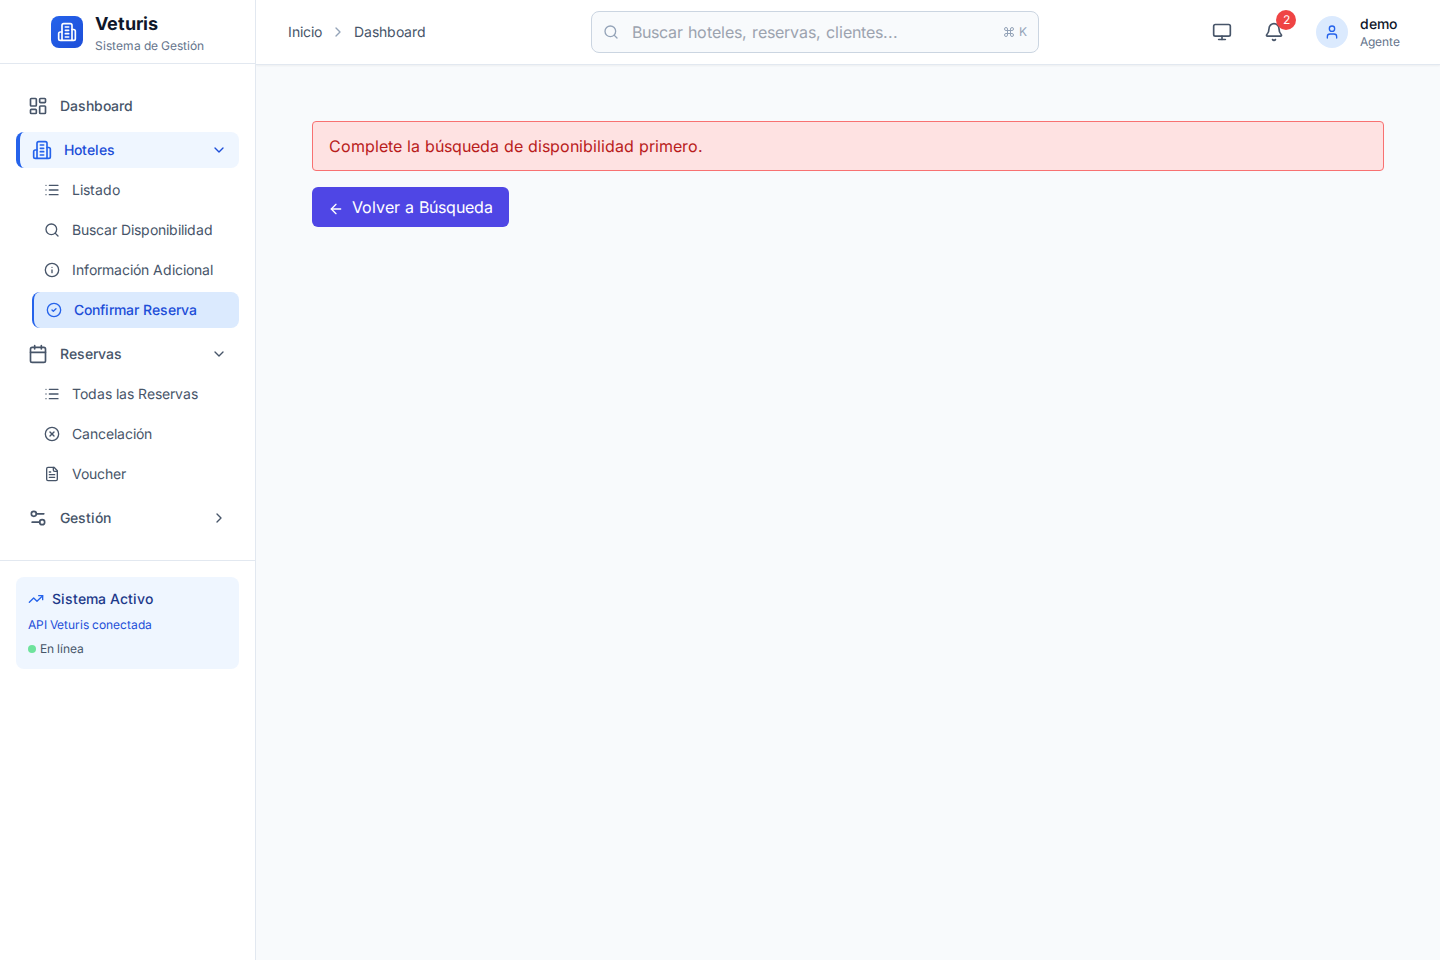 Veturis
Sistema de Gestión
Inicio
Dashboard
Buscar hoteles, reservas, clientes...
⌘ K
2
demo
Agente
Dashboard
Hoteles
Listado
Buscar Disponibilidad
Información Adicional
Confirmar Reserva
Reservas
Todas las Reservas
Cancelación
Voucher
Gestión
Sistema Activo
API Veturis conectada
En línea
Complete la búsqueda de disponibilidad primero.
Volver a Búsqueda